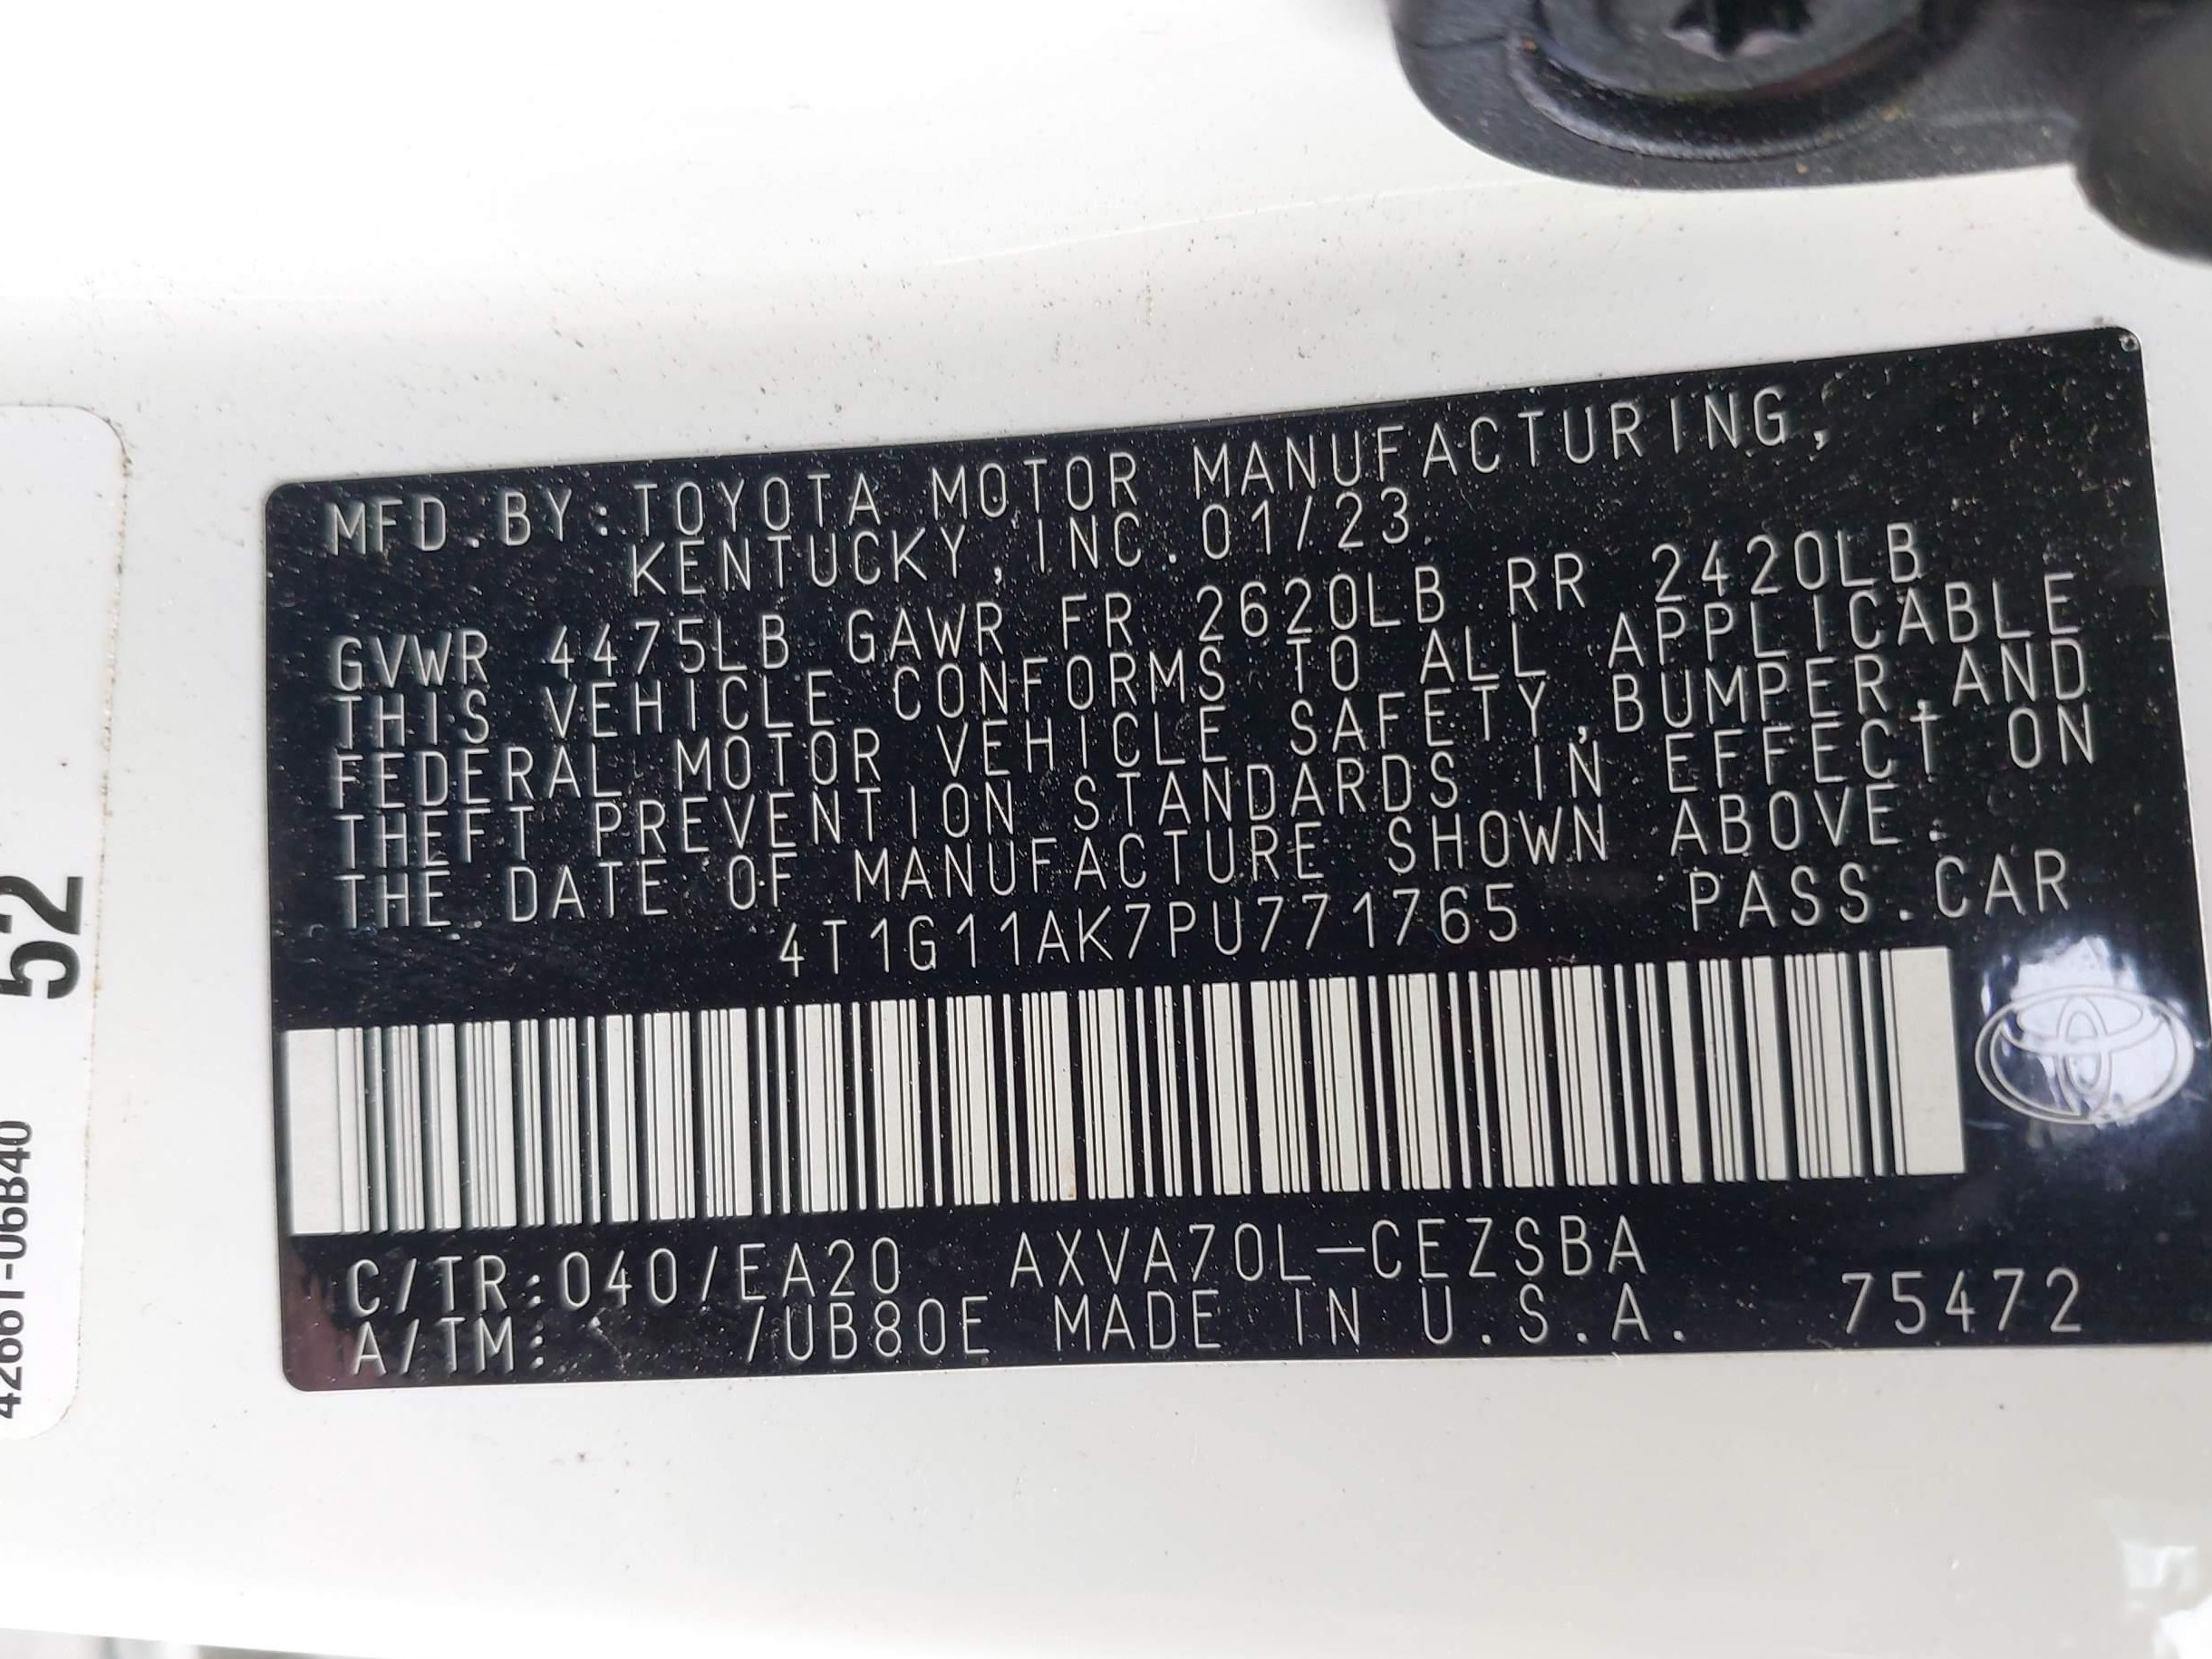 MFD.BY:TOYOTA MOTOR MANUFACTURING,
KENTUCKY,INC.01/23
GVWR 4475LB GAWR FR 2620LB RR 2420LB
THIS VEHICLE CONFORMS TO ALL APPLICABLE
FEDERAL MOTOR VEHICLE SAFETY,BUMPER,AND
THEFT PREVENTION STANDARDS IN EFFECT ON
THE DATE OF MANUFACTURE SHOWN ABOVE.
4T1G11AK7PU771765 PASS.CAR
C/TR:040/EA20 AXVA70L-CEZSBA
A/TM: /UB80E MADE IN U.S.A. 75472
52
42661-06B40